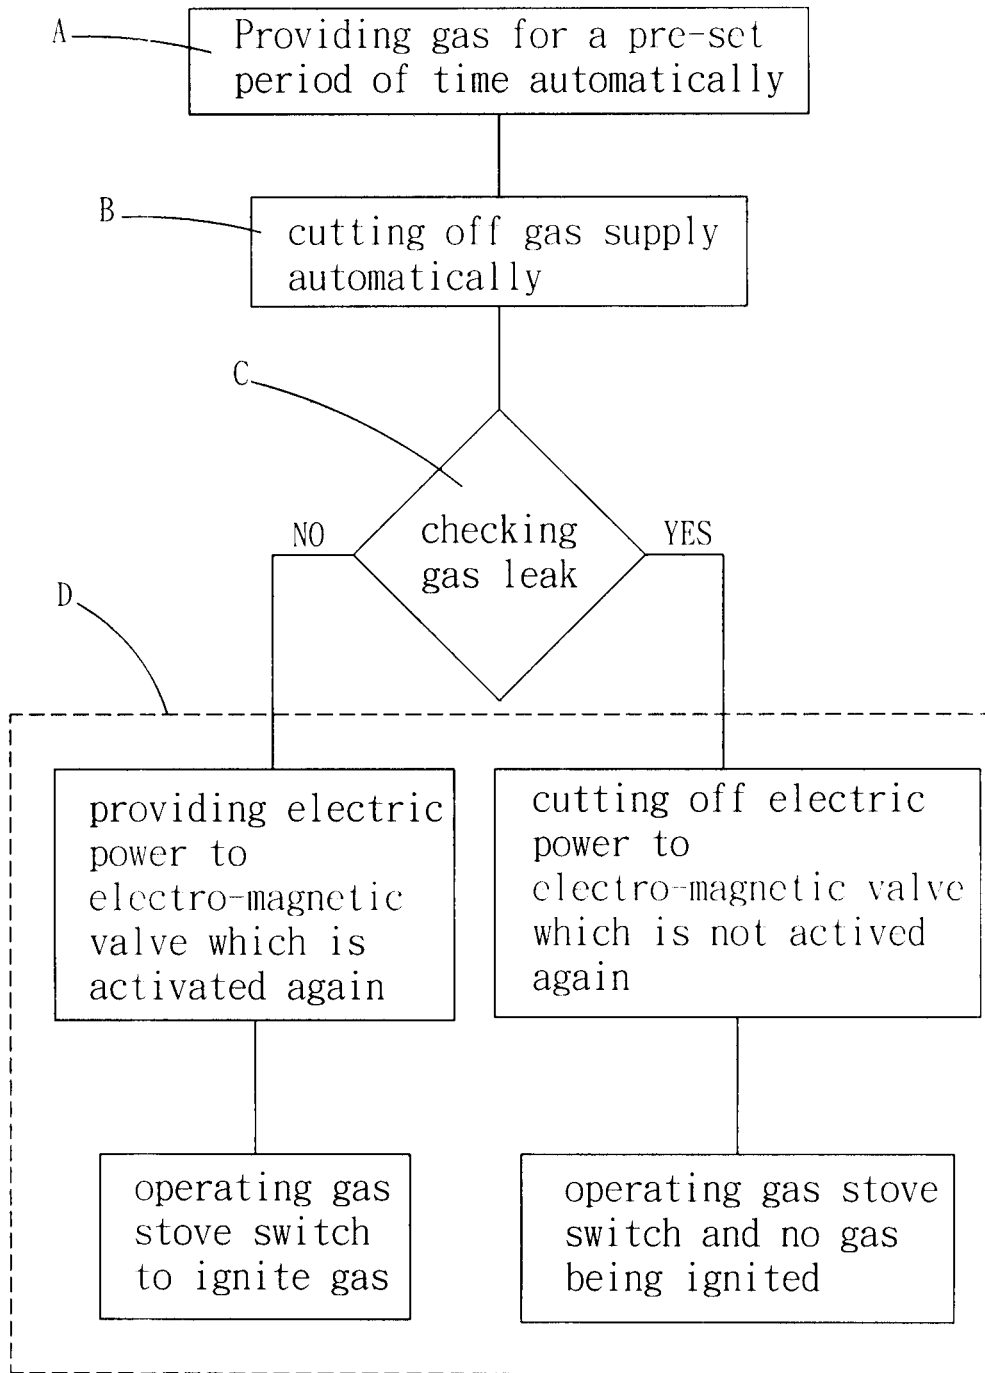 A
Providing gas for a pre-set
period of time automatically
B
cutting off gas supply
automatically
C
checking
gas leak
NO
YES
D
providing electric
power to
electro-magnetic
valve which is
activated again
cutting off electric
power to
electro-magnetic valve
which is not actived
again
operating gas
stove switch
to ignite gas
operating gas stove
switch and no gas
being ignited